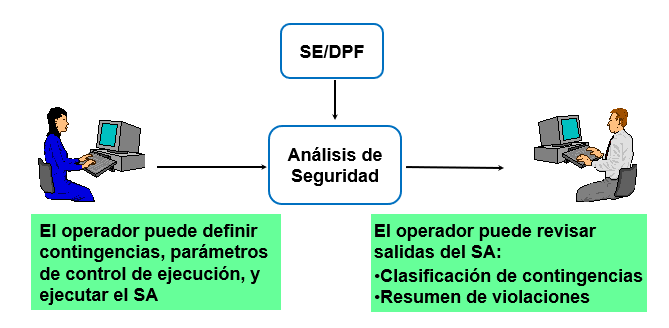 SE/DPF
Análisis de
Seguridad
El operador puede definir
contingencias, parámetros
de control de ejecución, y
ejecutar el SA
El operador puede revisar
salidas del SA:
•Clasificación de contingencias
•Resumen de violaciones